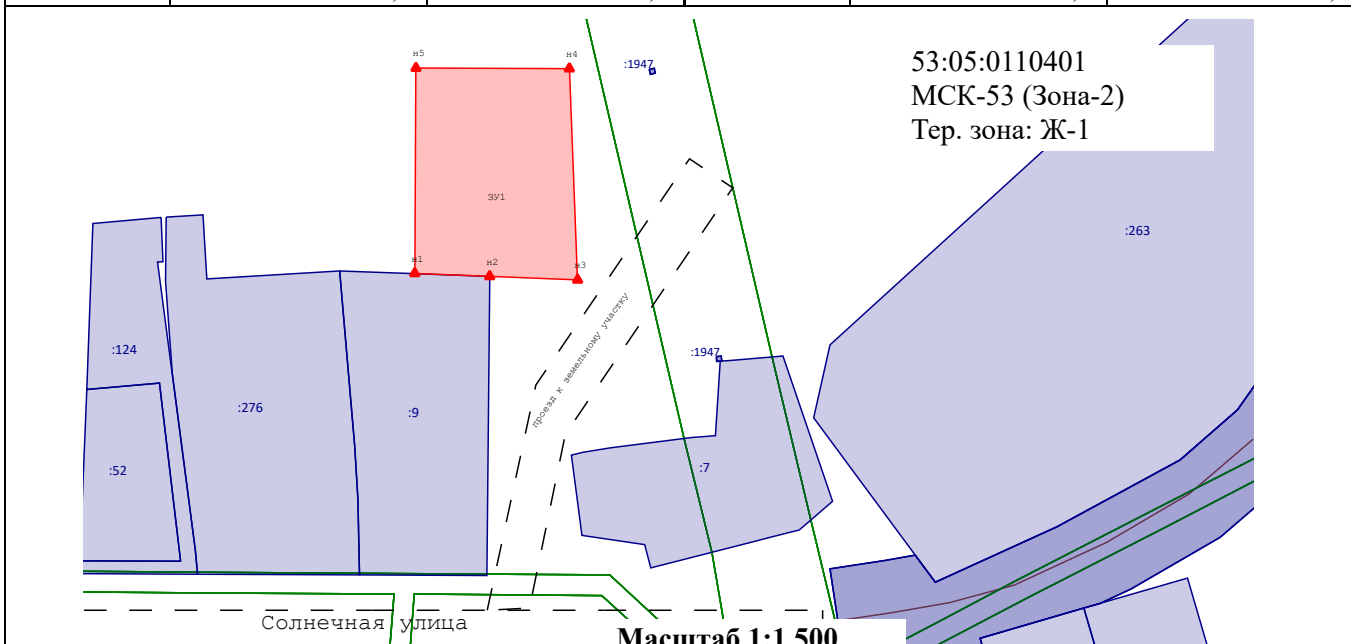 н5
н4
:1947
53:05:0110401
МСК-53 (Зона-2)
Тер. зона: Ж-1
ЗУ1
:263
н1
н2
н3
:124
:1947
проезд к земельному участку
:276
:9
:52
:7
Солнечная улица
Масштаб 1:1 500